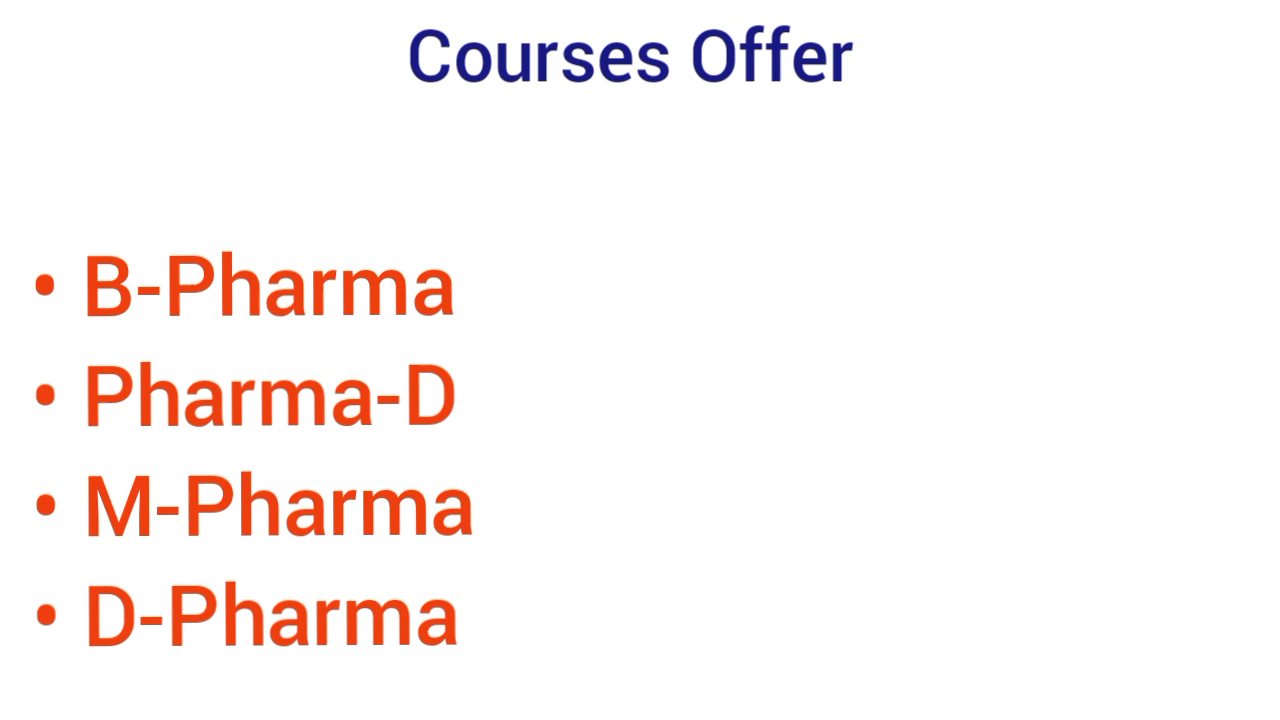 Courses Offer
• B-Pharma
• Pharma-D
• M-Pharma
• D-Pharma